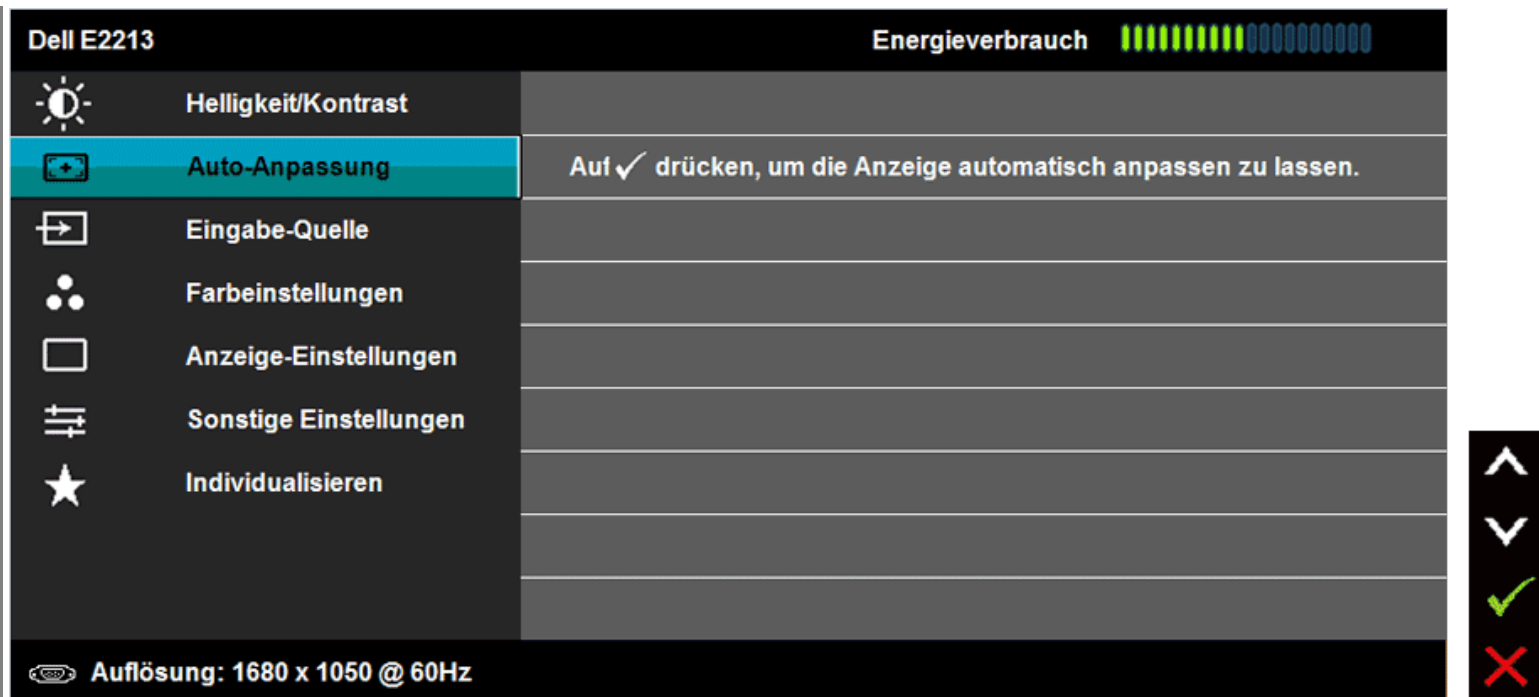 Dell E2213
Energieverbrauch
Helligkeit/Kontrast
Auto-Anpassung
Auf ✓ drücken, um die Anzeige automatisch anpassen zu lassen.
Eingabe-Quelle
Farbeinstellungen
Anzeige-Einstellungen
Sonstige Einstellungen
Individualisieren
Auflösung: 1680 x 1050 @ 60Hz